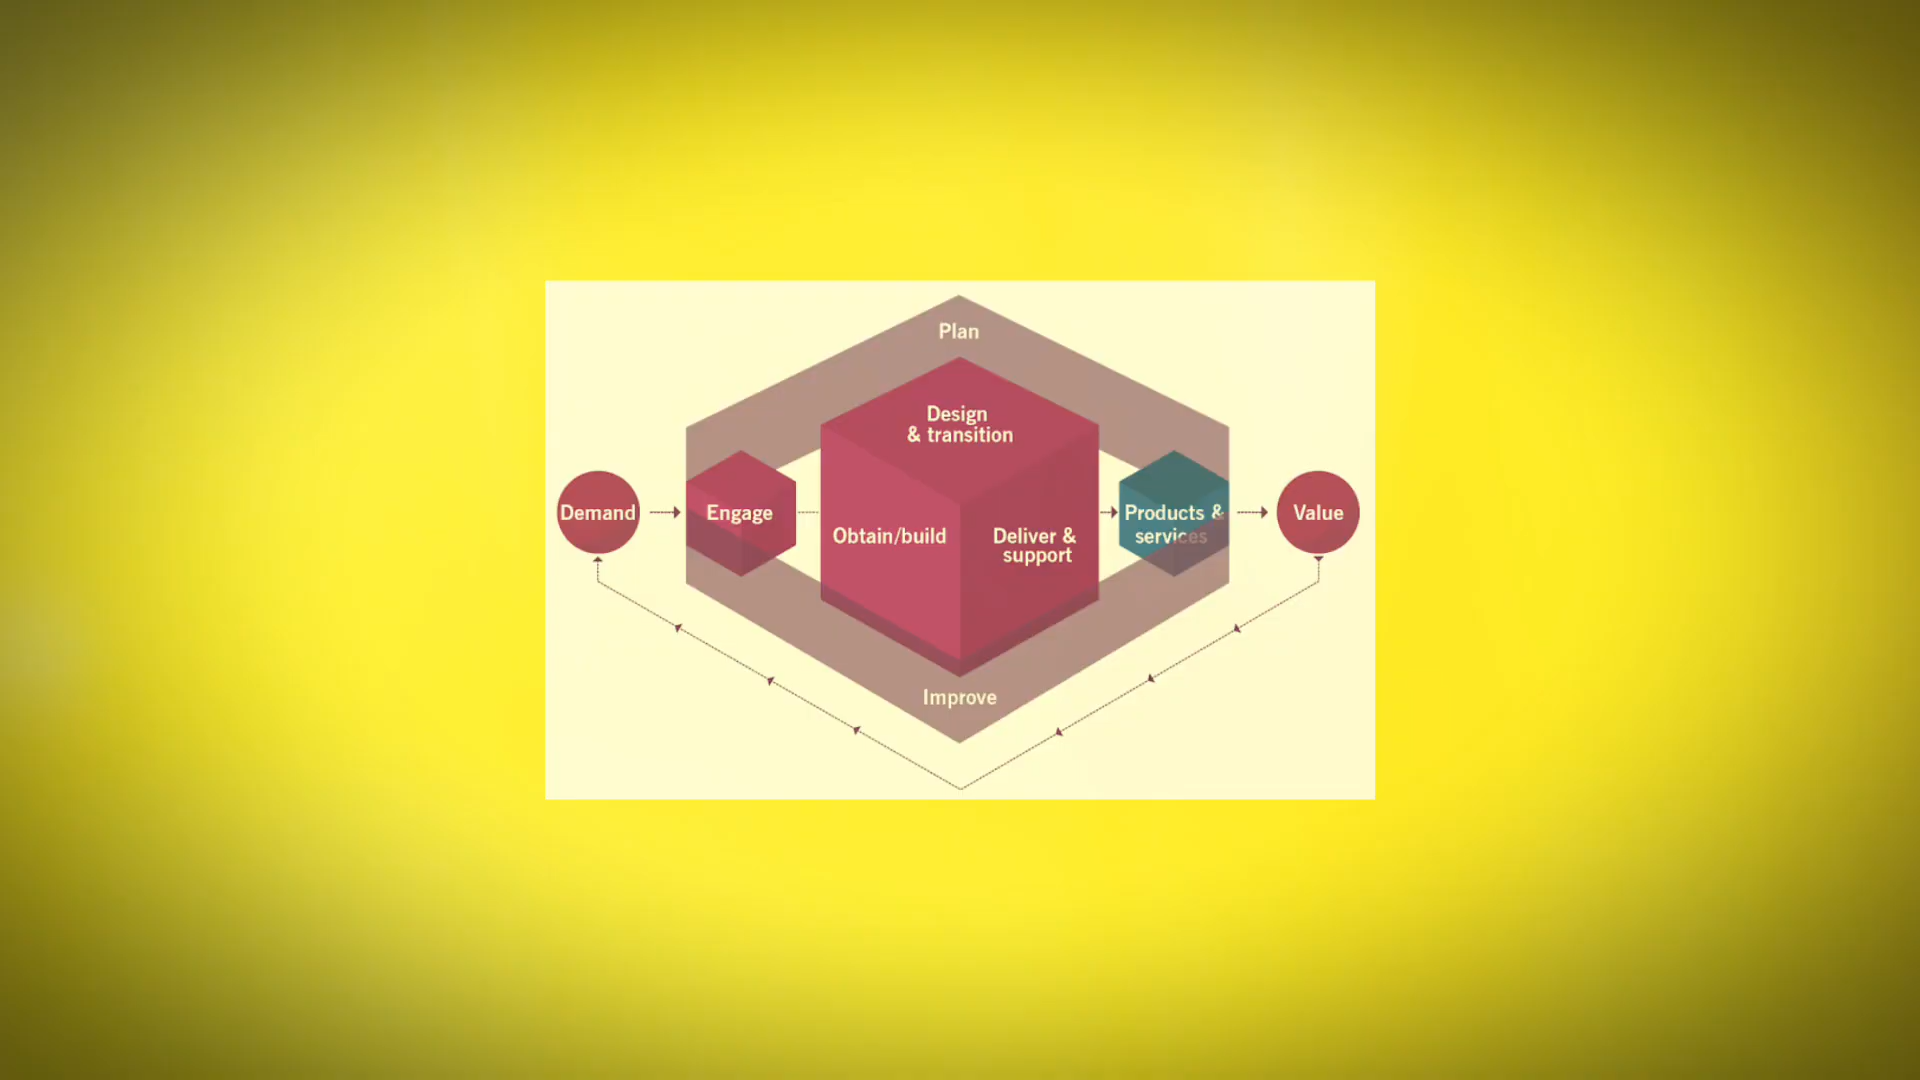 Plan
Design
& transition
Demand
Engage
Obtain/build
Deliver &
support
Products &
services
Value
Improve